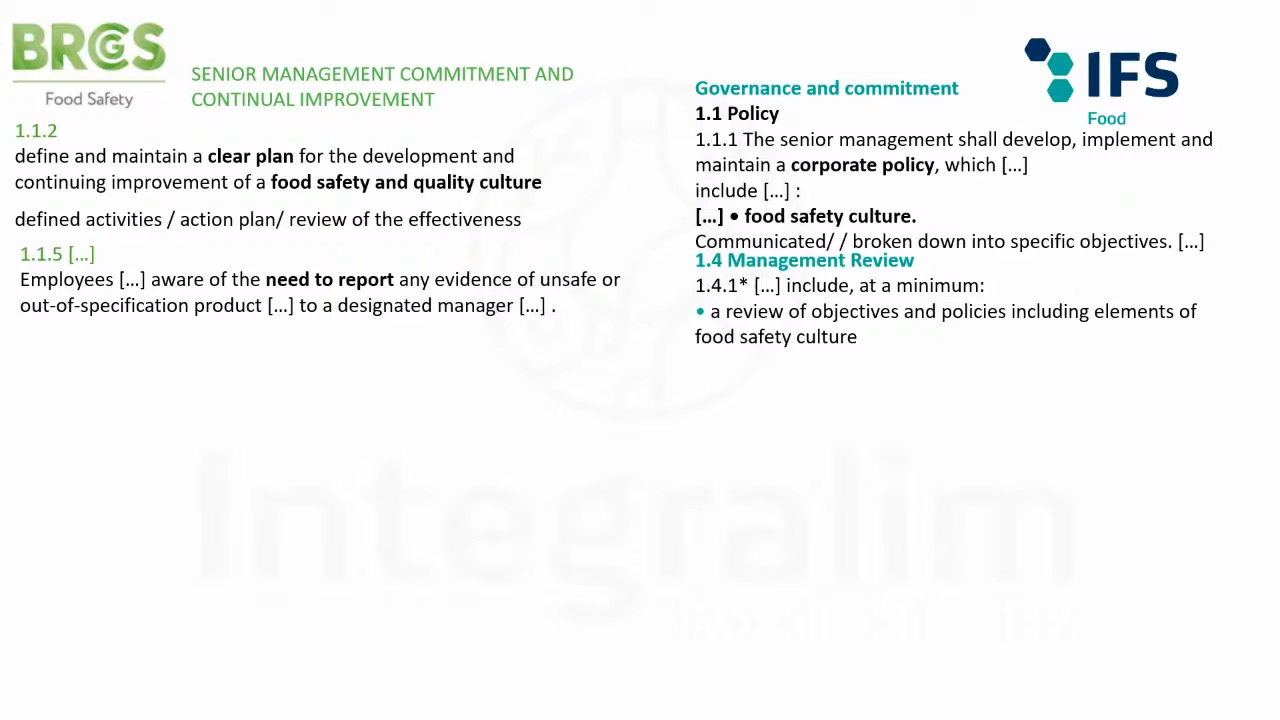 BRCGS
Food Safety
SENIOR MANAGEMENT COMMITMENT AND
CONTINUAL IMPROVEMENT
1.1.2
define and maintain a clear plan for the development and
continuing improvement of a food safety and quality culture
defined activities / action plan/ review of the effectiveness
1.1.5 […]
Employees […] aware of the need to report any evidence of unsafe or
out-of-specification product […] to a designated manager […] .
IFS
Food
Governance and commitment
1.1 Policy
1.1.1 The senior management shall develop, implement and
maintain a corporate policy, which […]
include […] :
[…] • food safety culture.
Communicated/ / broken down into specific objectives. […]
1.4 Management Review
1.4.1* […] include, at a minimum:
• a review of objectives and policies including elements of
food safety culture
Integralim